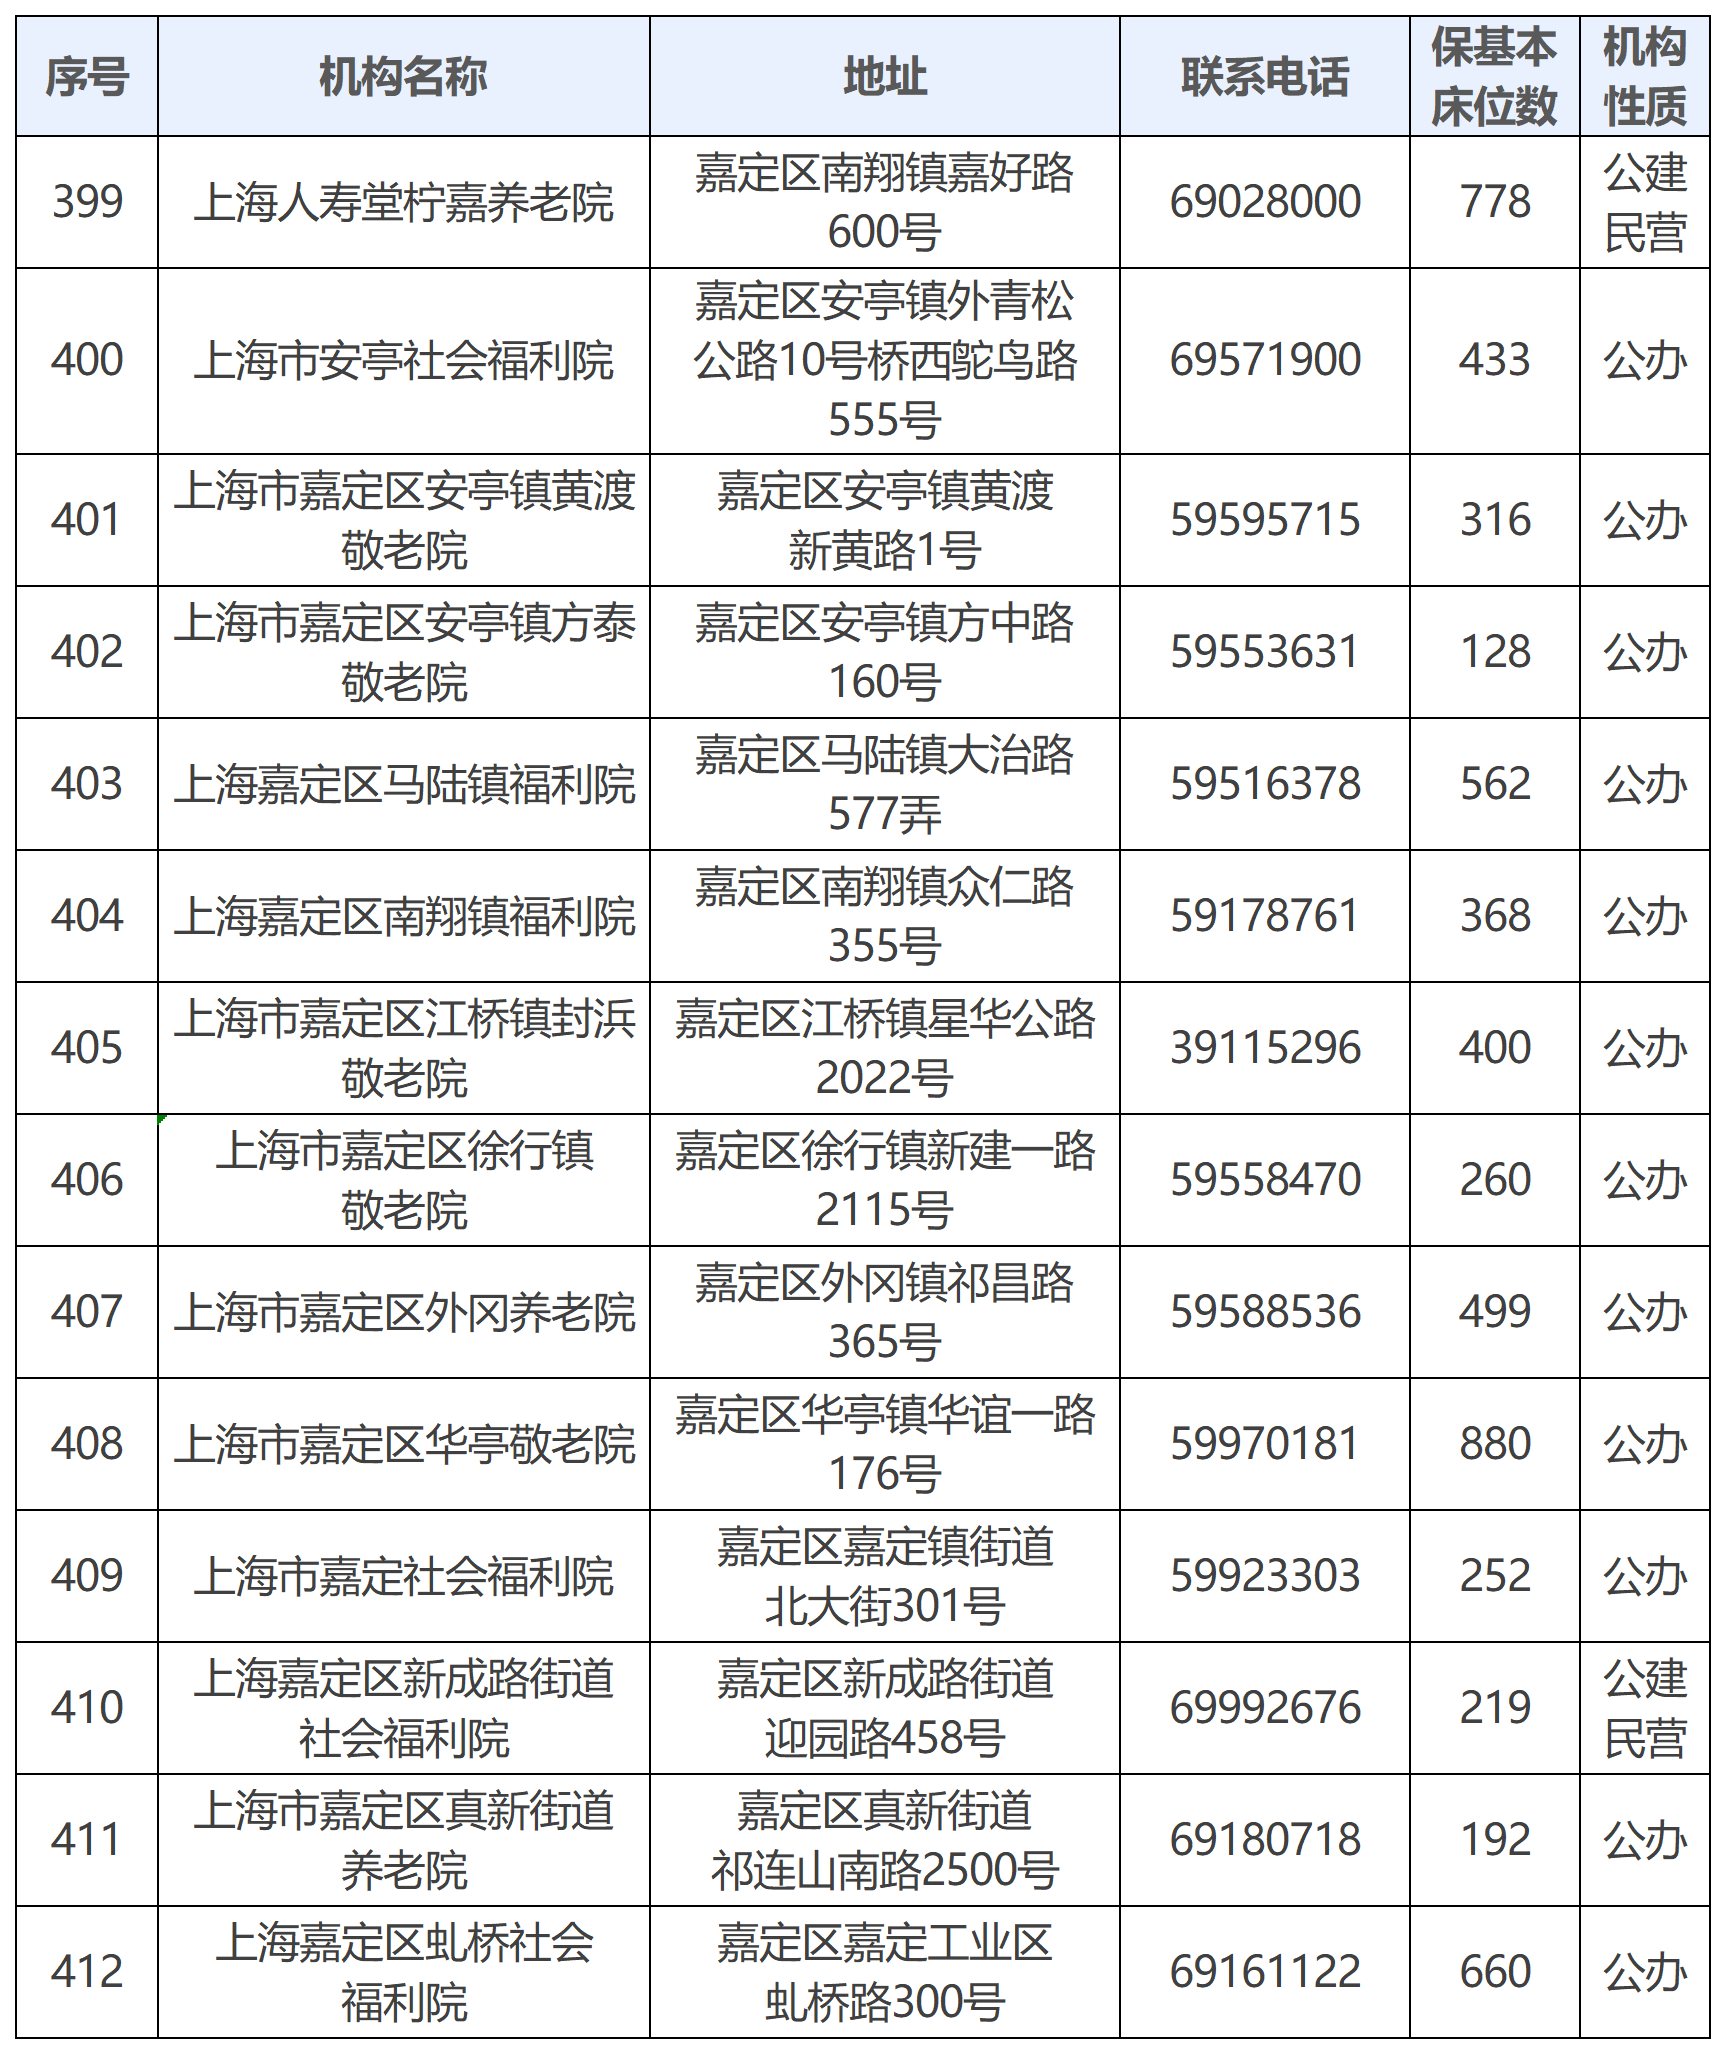 序号 机构名称 地址 联系电话 保基本床位数 机构性质
399 上海人寿堂柠嘉养老院 嘉定区南翔镇嘉好路600号 69028000 778 公建民营
400 上海市安亭社会福利院 嘉定区安亭镇外青松公路10号桥西鸵鸟路555号 69571900 433 公办
401 上海市嘉定区安亭镇黄渡敬老院 嘉定区安亭镇黄渡新黄路1号 59595715 316 公办
402 上海市嘉定区安亭镇方泰敬老院 嘉定区安亭镇方中路160号 59553631 128 公办
403 上海嘉定区马陆镇福利院 嘉定区马陆镇大治路577弄 59516378 562 公办
404 上海嘉定区南翔镇福利院 嘉定区南翔镇众仁路355号 59178761 368 公办
405 上海市嘉定区江桥镇封浜敬老院 嘉定区江桥镇星华公路2022号 39115296 400 公办
406 上海市嘉定区徐行镇敬老院 嘉定区徐行镇新建一路2115号 59558470 260 公办
407 上海市嘉定区外冈养老院 嘉定区外冈镇祁昌路365号 59588536 499 公办
408 上海市嘉定区华亭敬老院 嘉定区华亭镇华谊一路176号 59970181 880 公办
409 上海市嘉定社会福利院 嘉定区嘉定镇街道北大街301号 59923303 252 公办
410 上海嘉定区新成路街道社会福利院 嘉定区新成路街道迎园路458号 69992676 219 公建民营
411 上海市嘉定区真新街道养老院 嘉定区真新街道祁连山南路2500号 69180718 192 公办
412 上海嘉定区虬桥社会福利院 嘉定区嘉定工业区虬桥路300号 69161122 660 公办